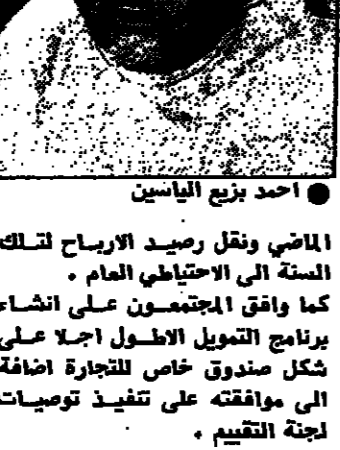 ● احمد بزيع الياسين
الماضي ونقل رصيد الارباح لتلك
السنة الى الاحتياطي العام .
كما وافق المجتمعون على انشاء
برنامج التمويل الاطول اجلا على
شكل صندوق خاص للتجارة اضافة
الى موافقته على تنفيذ توصيات
لجنة التقييم .